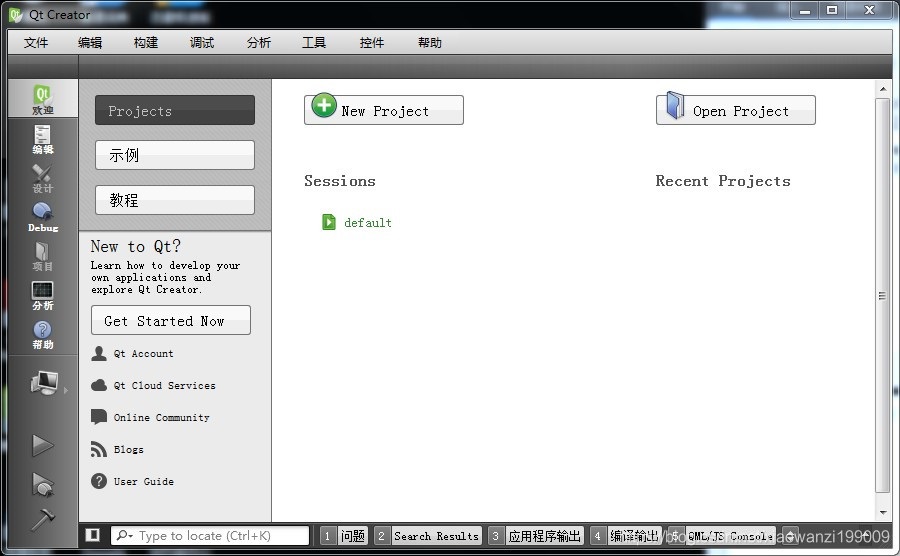 Qt Creator
文件 编辑 构建 调试 分析 工具 控件 帮助
Qt
欢迎
编辑
设计
Debug
项目
分析
帮助
Projects
示例
教程
New to Qt?
Learn how to develop your
own applications and
explore Qt Creator.
Get Started Now
Qt Account
Qt Cloud Services
Online Community
Blogs
User Guide
New Project
Open Project
Sessions
Recent Projects
default
Type to locate (Ctrl+K)
1 问题 2 Search Results 3 应用程序输出 4 编译输出 5 QML/JS Console